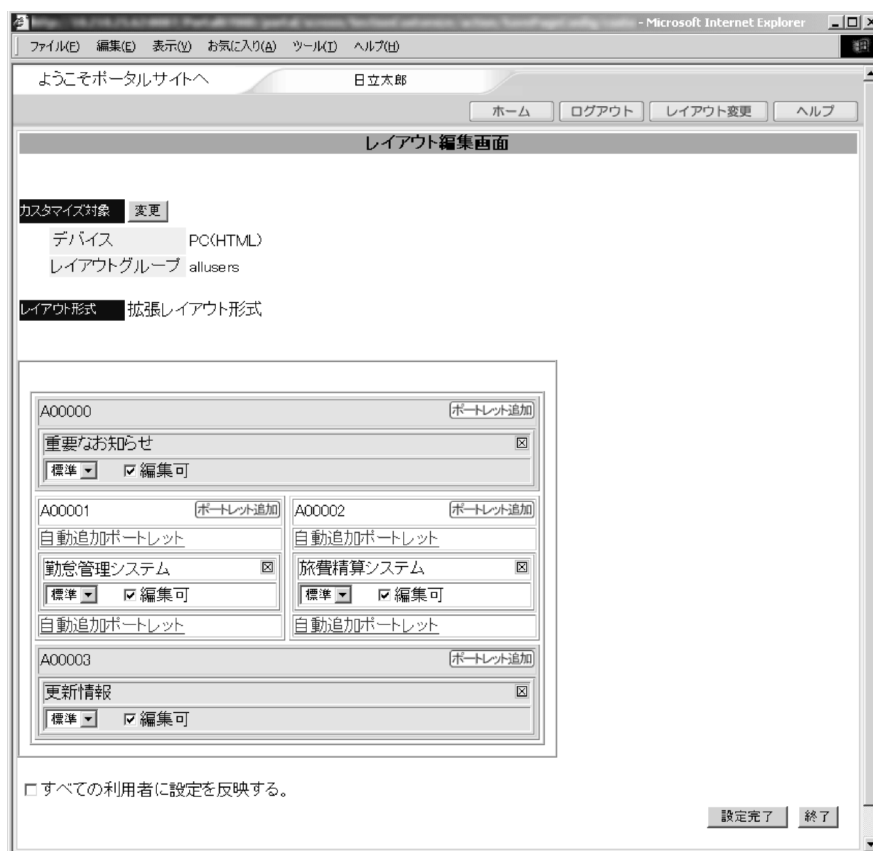 - Microsoft Internet Explorer
ファイル(F) 編集(E) 表示(V) お気に入り(A) ツール(T) ヘルプ(H)
ようこそポータルサイトへ 日立太郎
ホーム ログアウト レイアウト変更 ヘルプ
レイアウト編集画面
カスタマイズ対象 変更
デバイス PC(HTML)
レイアウトグループ allusers
レイアウト形式 拡張レイアウト形式
A00000 ポートレット追加
重要なお知らせ
標準 編集可
A00001 ポートレット追加 A00002 ポートレット追加
自動追加ポートレット 自動追加ポートレット
勤怠管理システム 旅費精算システム
標準 編集可 標準 編集可
自動追加ポートレット 自動追加ポートレット
A00003 ポートレット追加
更新情報
標準 編集可
すべての利用者に設定を反映する。
設定完了 終了